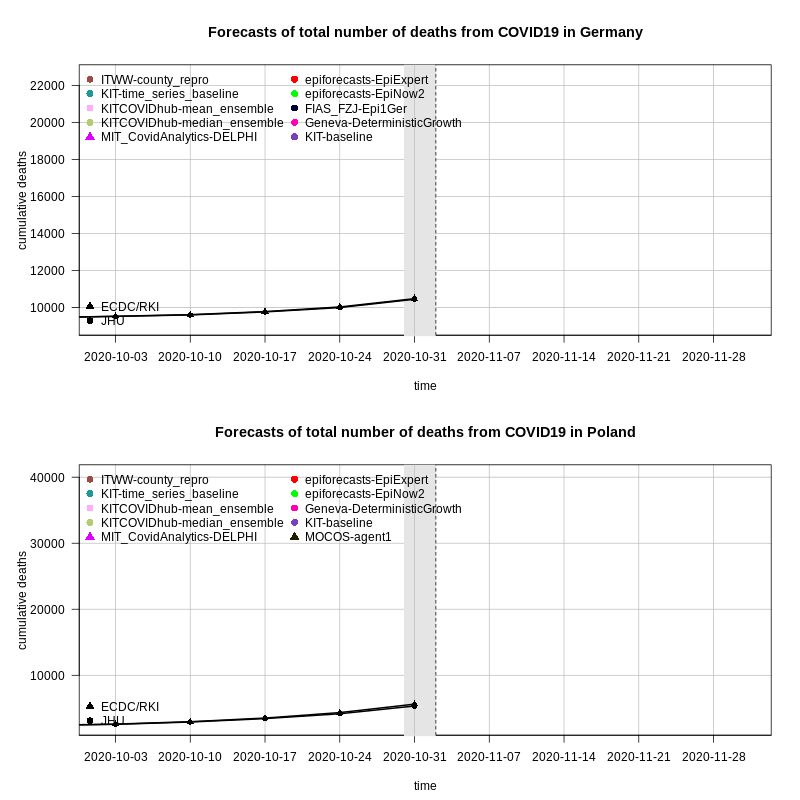 Forecasts of total number of deaths from COVID19 in Germany
cumulative deaths
22000
20000
18000
16000
14000
12000
10000
ITWW-county_repro
KIT-time_series_baseline
KITCOVIDhub-mean_ensemble
KITCOVIDhub-median_ensemble
MIT_CovidAnalytics-DELPHI
epiforecasts-EpiExpert
epiforecasts-EpiNow2
FIAS_FZJ-Epi1Ger
Geneva-DeterministicGrowth
KIT-baseline
ECDC/RKI
JHU
2020-10-03 2020-10-10 2020-10-17 2020-10-24 2020-10-31 2020-11-07 2020-11-14 2020-11-21 2020-11-28
time
Forecasts of total number of deaths from COVID19 in Poland
cumulative deaths
40000
30000
20000
10000
ITWW-county_repro
KIT-time_series_baseline
KITCOVIDhub-mean_ensemble
KITCOVIDhub-median_ensemble
MIT_CovidAnalytics-DELPHI
epiforecasts-EpiExpert
epiforecasts-EpiNow2
Geneva-DeterministicGrowth
KIT-baseline
MOCOS-agent1
ECDC/RKI
JHU
2020-10-03 2020-10-10 2020-10-17 2020-10-24 2020-10-31 2020-11-07 2020-11-14 2020-11-21 2020-11-28
time